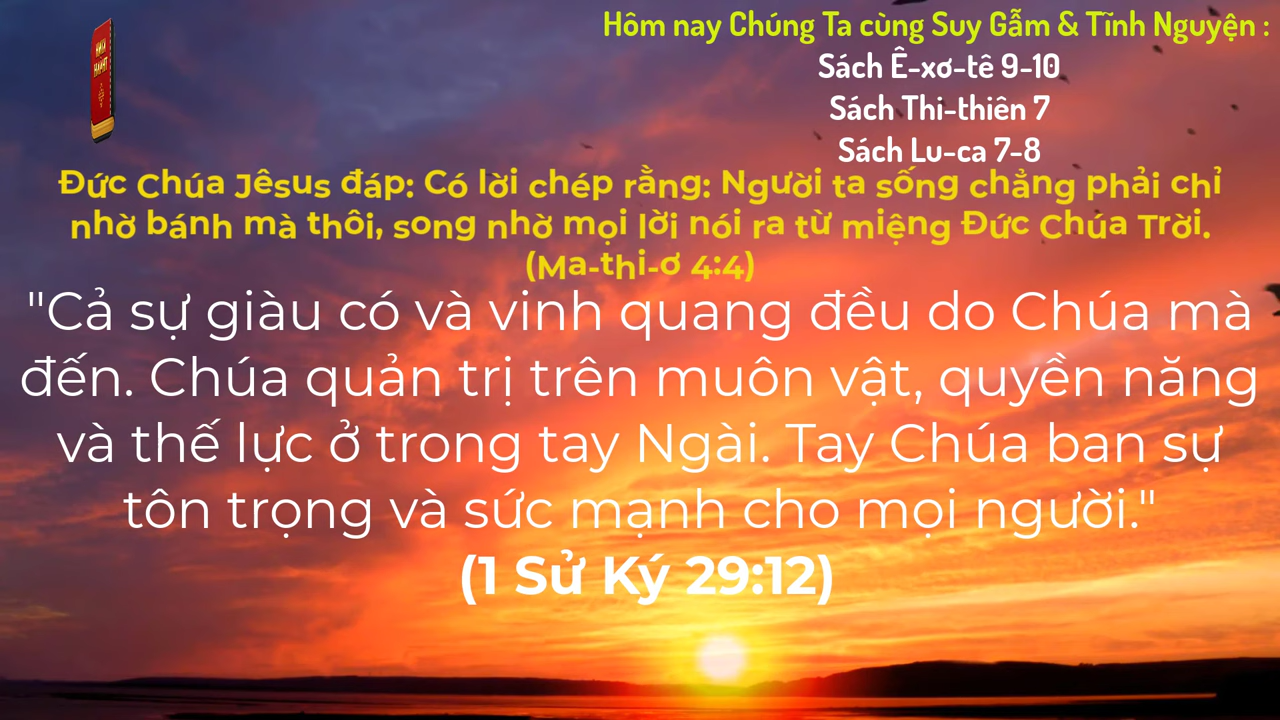 Hôm nay Chúng Ta cùng Suy Gẫm & Tĩnh Nguyện :
Sách Ê-xơ-tê 9-10
Sách Thi-thiên 7
Sách Lu-ca 7-8
Đức Chúa Jêsus đáp: Có lời chép rằng: Người ta sống chẳng phải chỉ
nhờ bánh mà thôi, song nhờ mọi lời nói ra từ miệng Đức Chúa Trời.
(Ma-thi-ơ 4:4)
"Cả sự giàu có và vinh quang đều do Chúa mà
đến. Chúa quản trị trên muôn vật, quyền năng
và thế lực ở trong tay Ngài. Tay Chúa ban sự
tôn trọng và sức mạnh cho mọi người."
(1 Sử Ký 29:12)